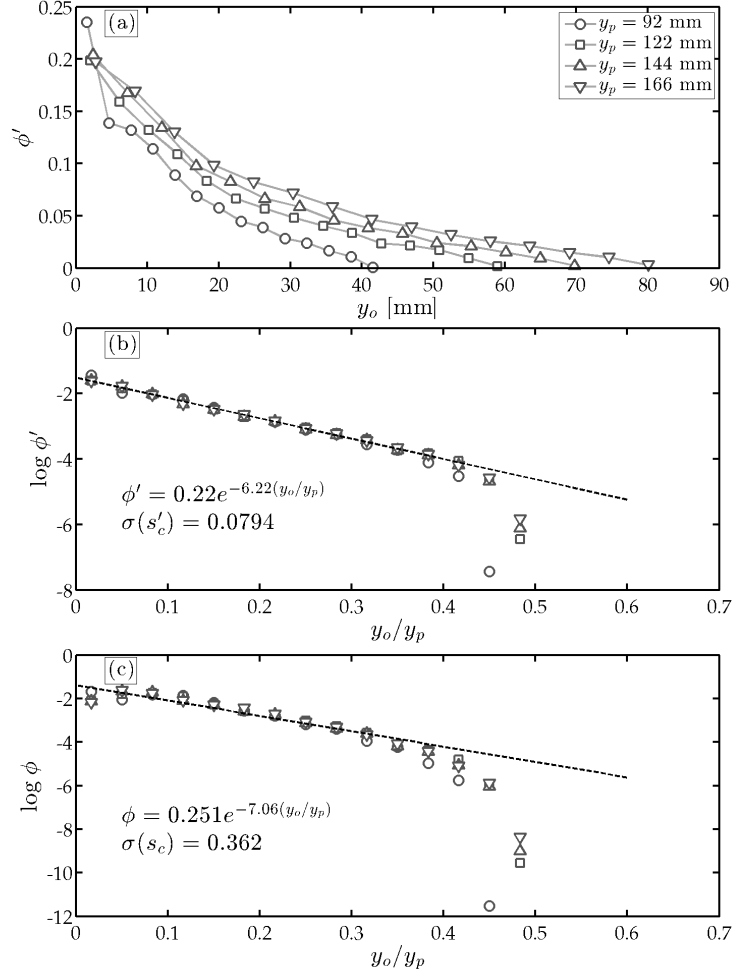 0.25
0.2
0.15
0.1
0.05
0
ϕ′
(a)
y_p = 92 mm
y_p = 122 mm
y_p = 144 mm
y_p = 166 mm
0 10 20 30 40 50 60 70 80 90
y_o [mm]
0
-2
-4
-6
-8
log ϕ′
(b)
ϕ′ = 0.22e^{−6.22(y_o/y_p)}
σ(s′_c) = 0.0794
0 0.1 0.2 0.3 0.4 0.5 0.6 0.7
y_o/y_p
0
-2
-4
-6
-8
-10
-12
log ϕ
(c)
ϕ = 0.251e^{−7.06(y_o/y_p)}
σ(s_c) = 0.362
0 0.1 0.2 0.3 0.4 0.5 0.6 0.7
y_o/y_p